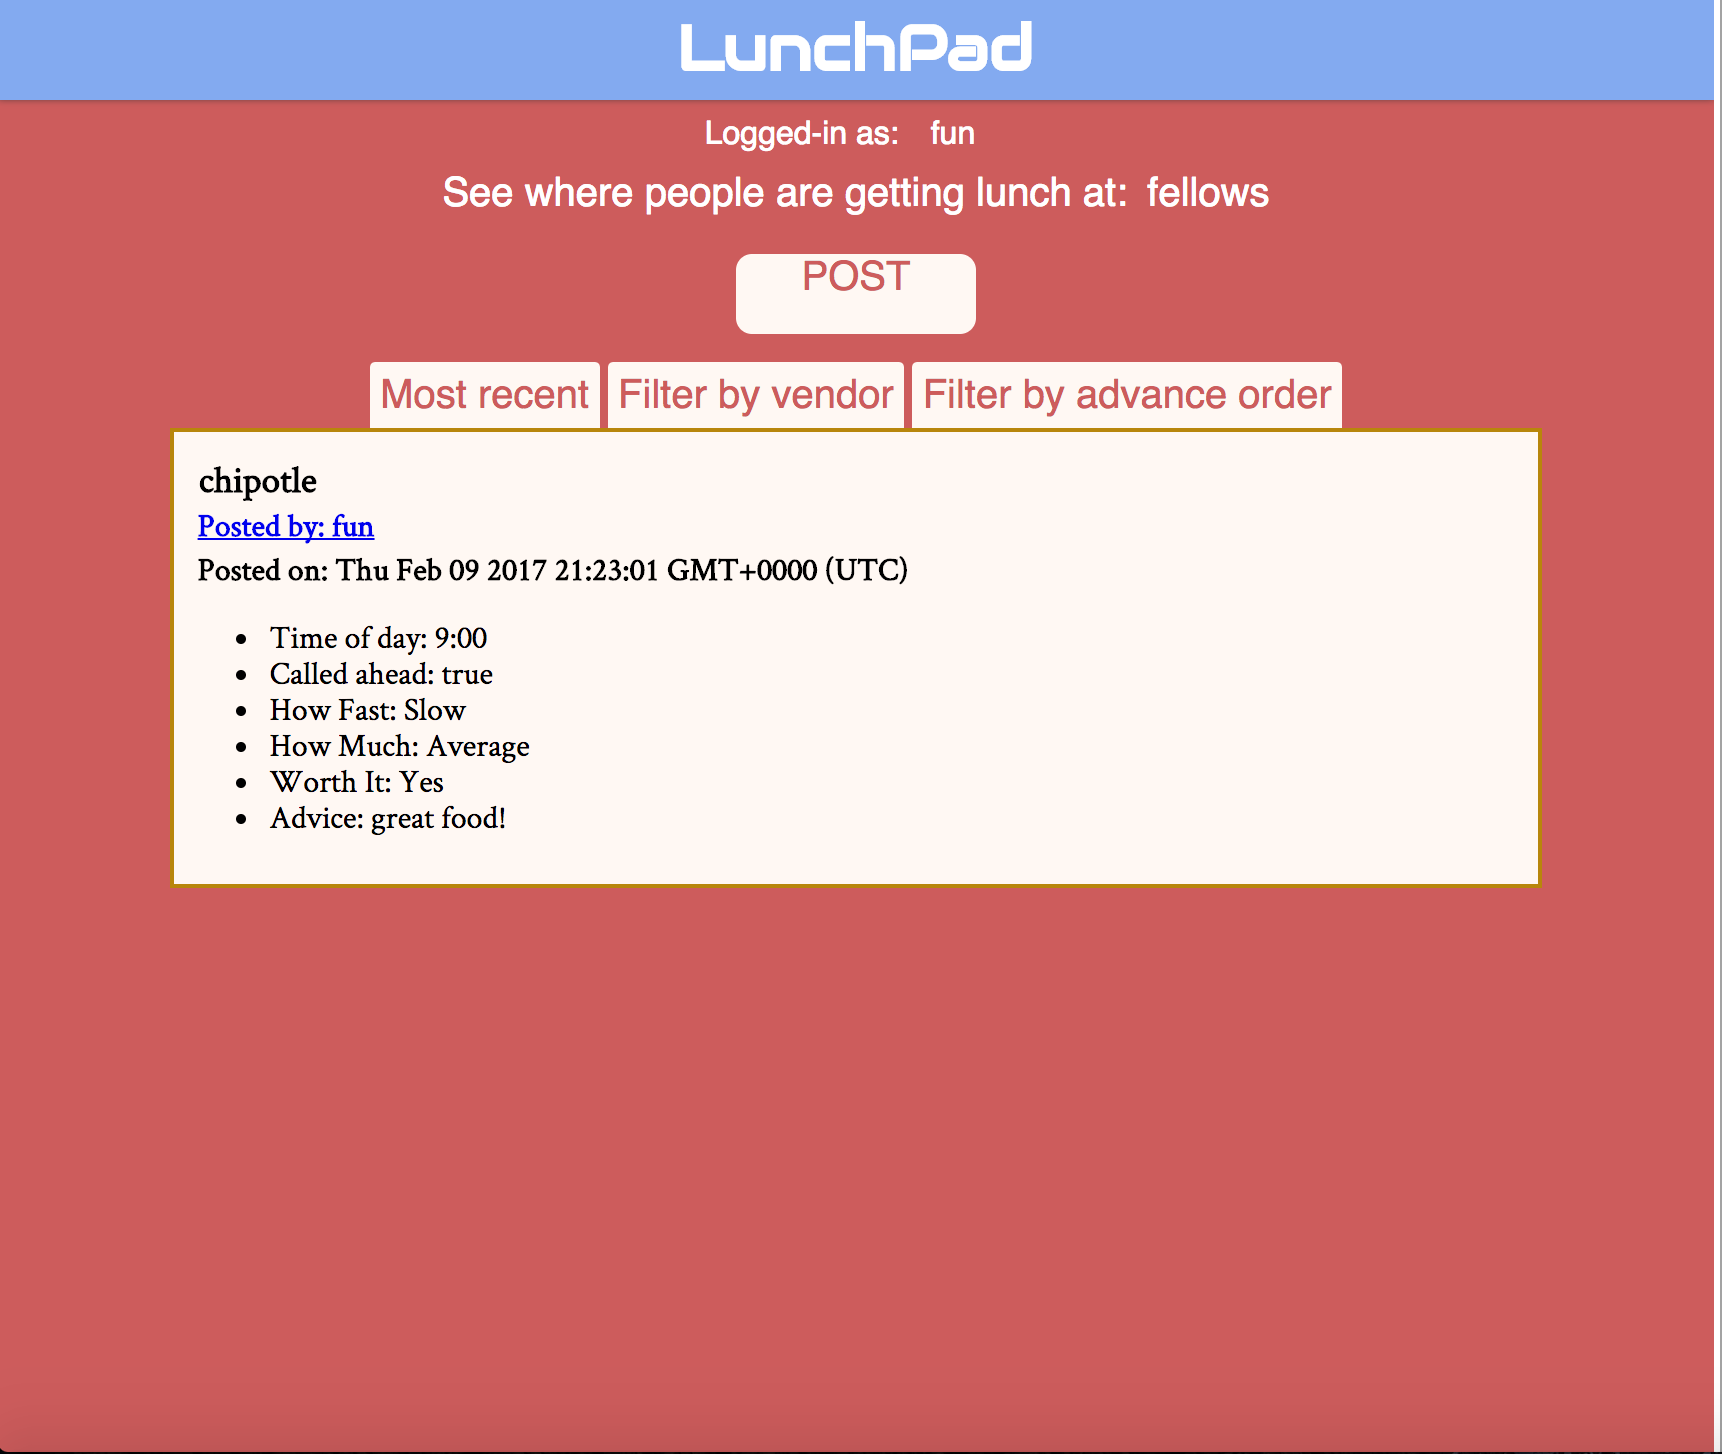 LunchPad
Logged-in as: fun
See where people are getting lunch at: fellows
POST
Most recent
Filter by vendor
Filter by advance order
chipotle
Posted by: fun
Posted on: Thu Feb 09 2017 21:23:01 GMT+0000 (UTC)
Time of day: 9:00
Called ahead: true
How Fast: Slow
How Much: Average
Worth It: Yes
Advice: great food!